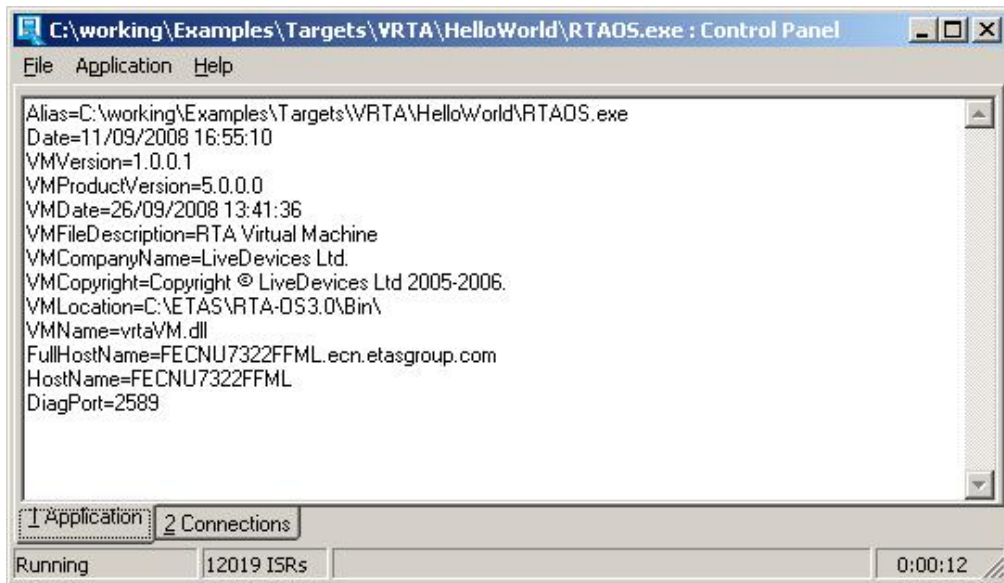 C:\working\Examples\Targets\VRTA\HelloWorld\RTAOS.exe : Control Panel
File Application Help
Alias=C:\working\Examples\Targets\VRTA\HelloWorld\RTAOS.exe
Date=11/09/2008 16:55:10
VMVersion=1.0.0.1
VMProductVersion=5.0.0.0
VMDate=26/09/2008 13:41:36
VMFileDescription=RTA Virtual Machine
VMCompanyName=LiveDevices Ltd.
VMCopyright=Copyright © LiveDevices Ltd 2005-2006.
VMLocation=C:\ETAS\RTA-OS3.0\Bin\
VMName=vrtaVM.dll
FullHostName=FECNU7322FFML.ecn.etasgroup.com
HostName=FECNU7322FFML
DiagPort=2589
1 Application 2 Connections
Running 12019 ISRs 0:00:12